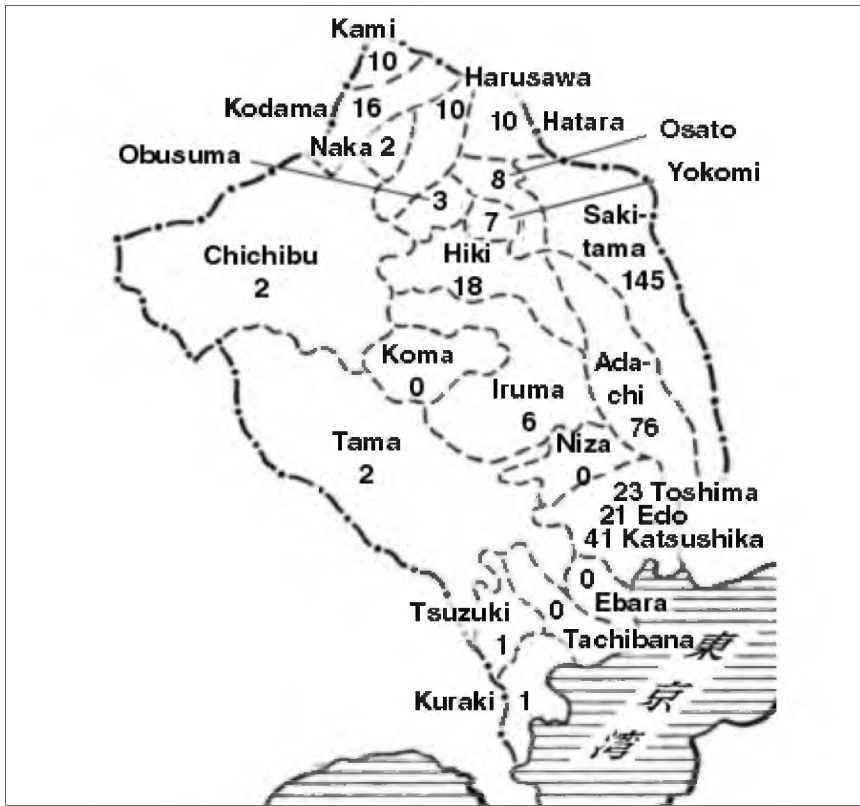 Kami
10
Harusawa
Kodama 16
10
10 Hatara
Osato
Naka 2
Obusuma
8
Yokomi
3
7
Saki-
tama
145
Chichibu
2
Hiki
18
Koma
0
Ada-
chi
76
Iruma
6
Tama
2
Niza
0
23 Toshima
21 Edo
41 Katsushika
0
Ebara
Tsuzuki
1
0
Tachibana
Kuraki 1
東
京
湾